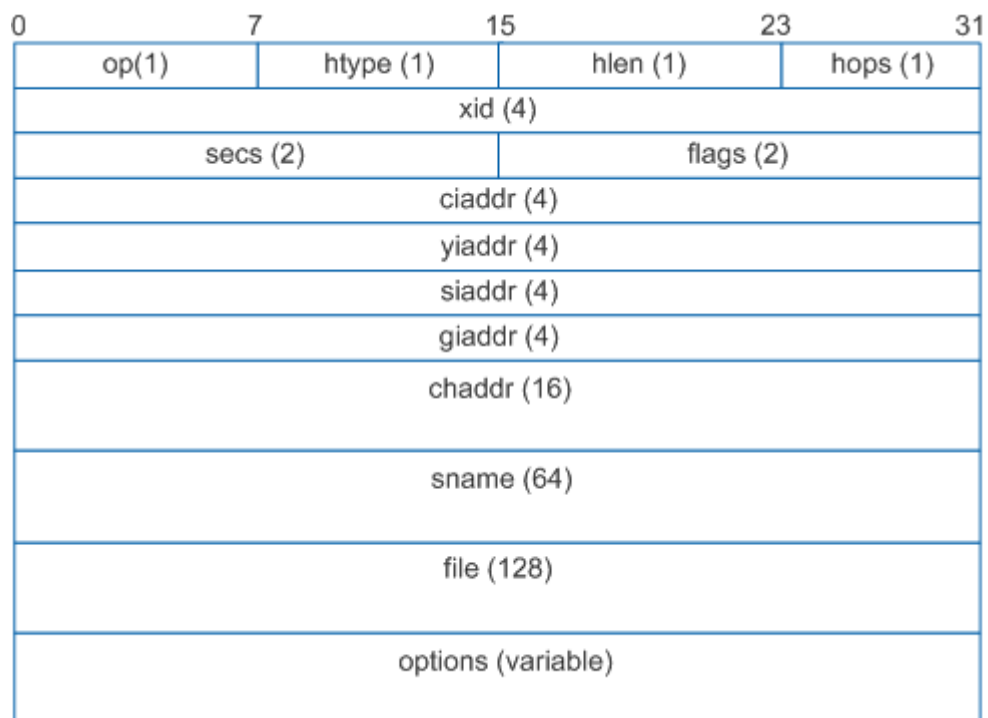 0 7 15 23 31
op(1) htype (1) hlen (1) hops (1)
xid (4)
secs (2) flags (2)
ciaddr (4)
yiaddr (4)
siaddr (4)
giaddr (4)
chaddr (16)
sname (64)
file (128)
options (variable)